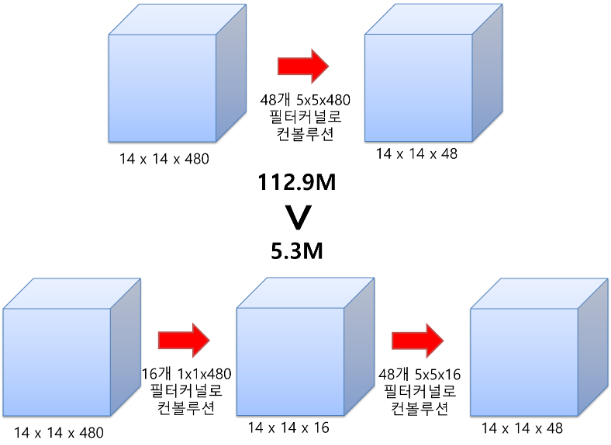 48개 5x5x480
필터커널로
컨볼루션
14 x 14 x 480
14 x 14 x 48
112.9M
V
5.3M
16개 1x1x480
필터커널로
컨볼루션
48개 5x5x16
필터커널로
컨볼루션
14 x 14 x 480
14 x 14 x 16
14 x 14 x 48